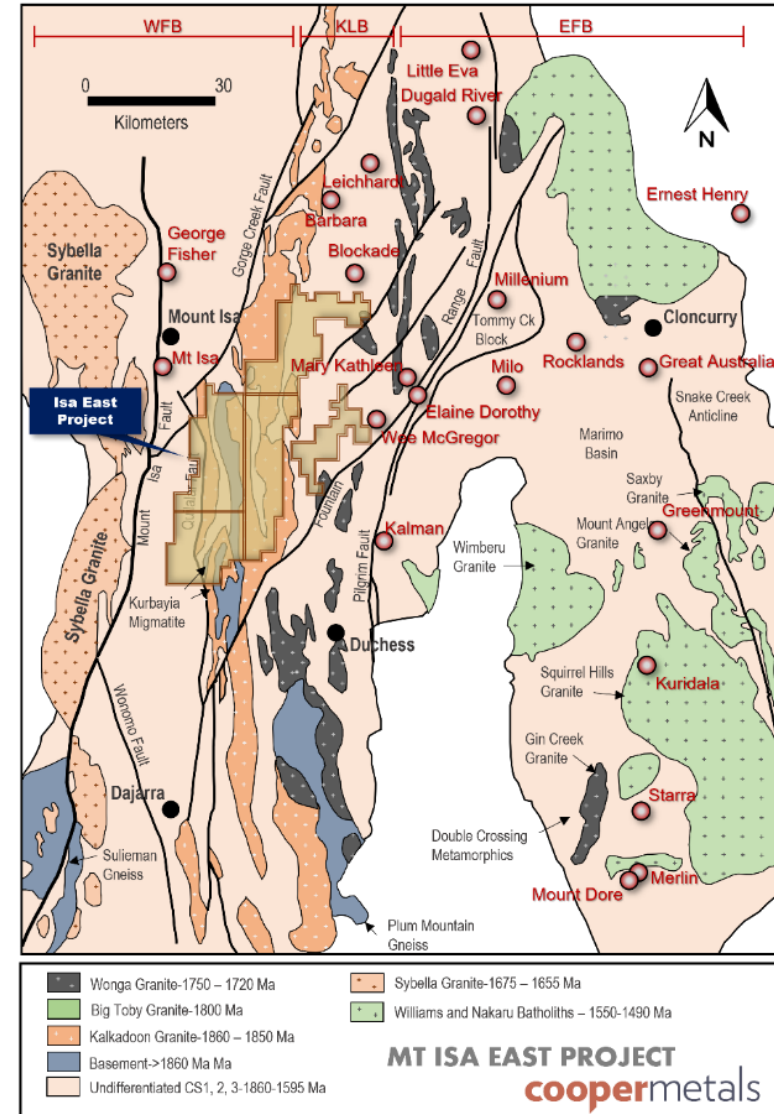 WFB
KLB
EFB
0 30
Kilometers
N
Little Eva
Dugald River
Leichhardt
Barbara
Ernest Henry
Gorge Creek Fault
George
Fisher
Sybella
Granite
Blockade
Mount Isa
Millenium
Range Fault
Tommy Ck
Block
Cloncurry
Mt Isa
Mary Kathleen
Milo
Rocklands
Great Australia
Isa East
Project
Elaine Dorothy
Snake Creek
Anticline
Wee McGregor
Marimo
Basin
Mount Isa Fault
Fountain
Saxby
Granite
Greenmount
Mount Angel
Granite
Kalman
Wimberu
Granite
Pilgrim Fault
Kurbayia
Migmatite
Sybella Granite
Duchess
Squirrel Hills
Granite
Kuridala
Wonomo Fault
Gin Creek
Granite
Dajarra
Starra
Double Crossing
Metamorphics
Sulieman
Gneiss
Merlin
Mount Dore
Plum Mountain
Gneiss
Wonga Granite-1750 – 1720 Ma
Sybella Granite-1675 – 1655 Ma
Big Toby Granite-1800 Ma
Williams and Nakaru Batholiths – 1550-1490 Ma
Kalkadoon Granite-1860 – 1850 Ma
Basement->1860 Ma Ma
Undifferentiated CS1, 2, 3-1860-1595 Ma
MT ISA EAST PROJECT
coopermetals